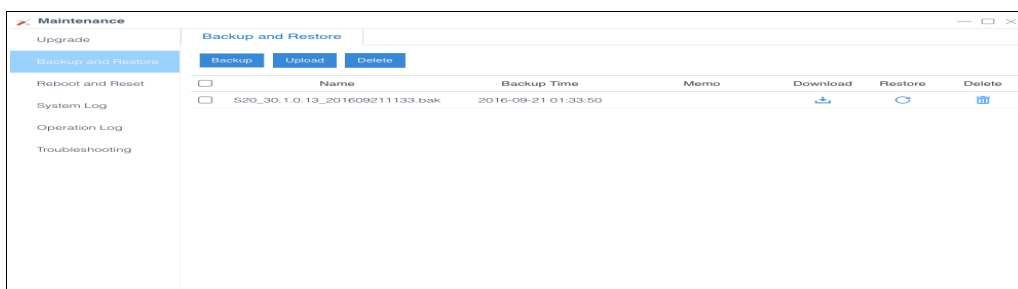 Maintenance
Upgrade
Backup and Restore
Reboot and Reset
System Log
Operation Log
Troubleshooting
Backup and Restore
Backup Upload Delete
Name Backup Time Memo Download Restore Delete
S20_30.1.0.13_201609211133.bak 2016-09-21 01:33:50